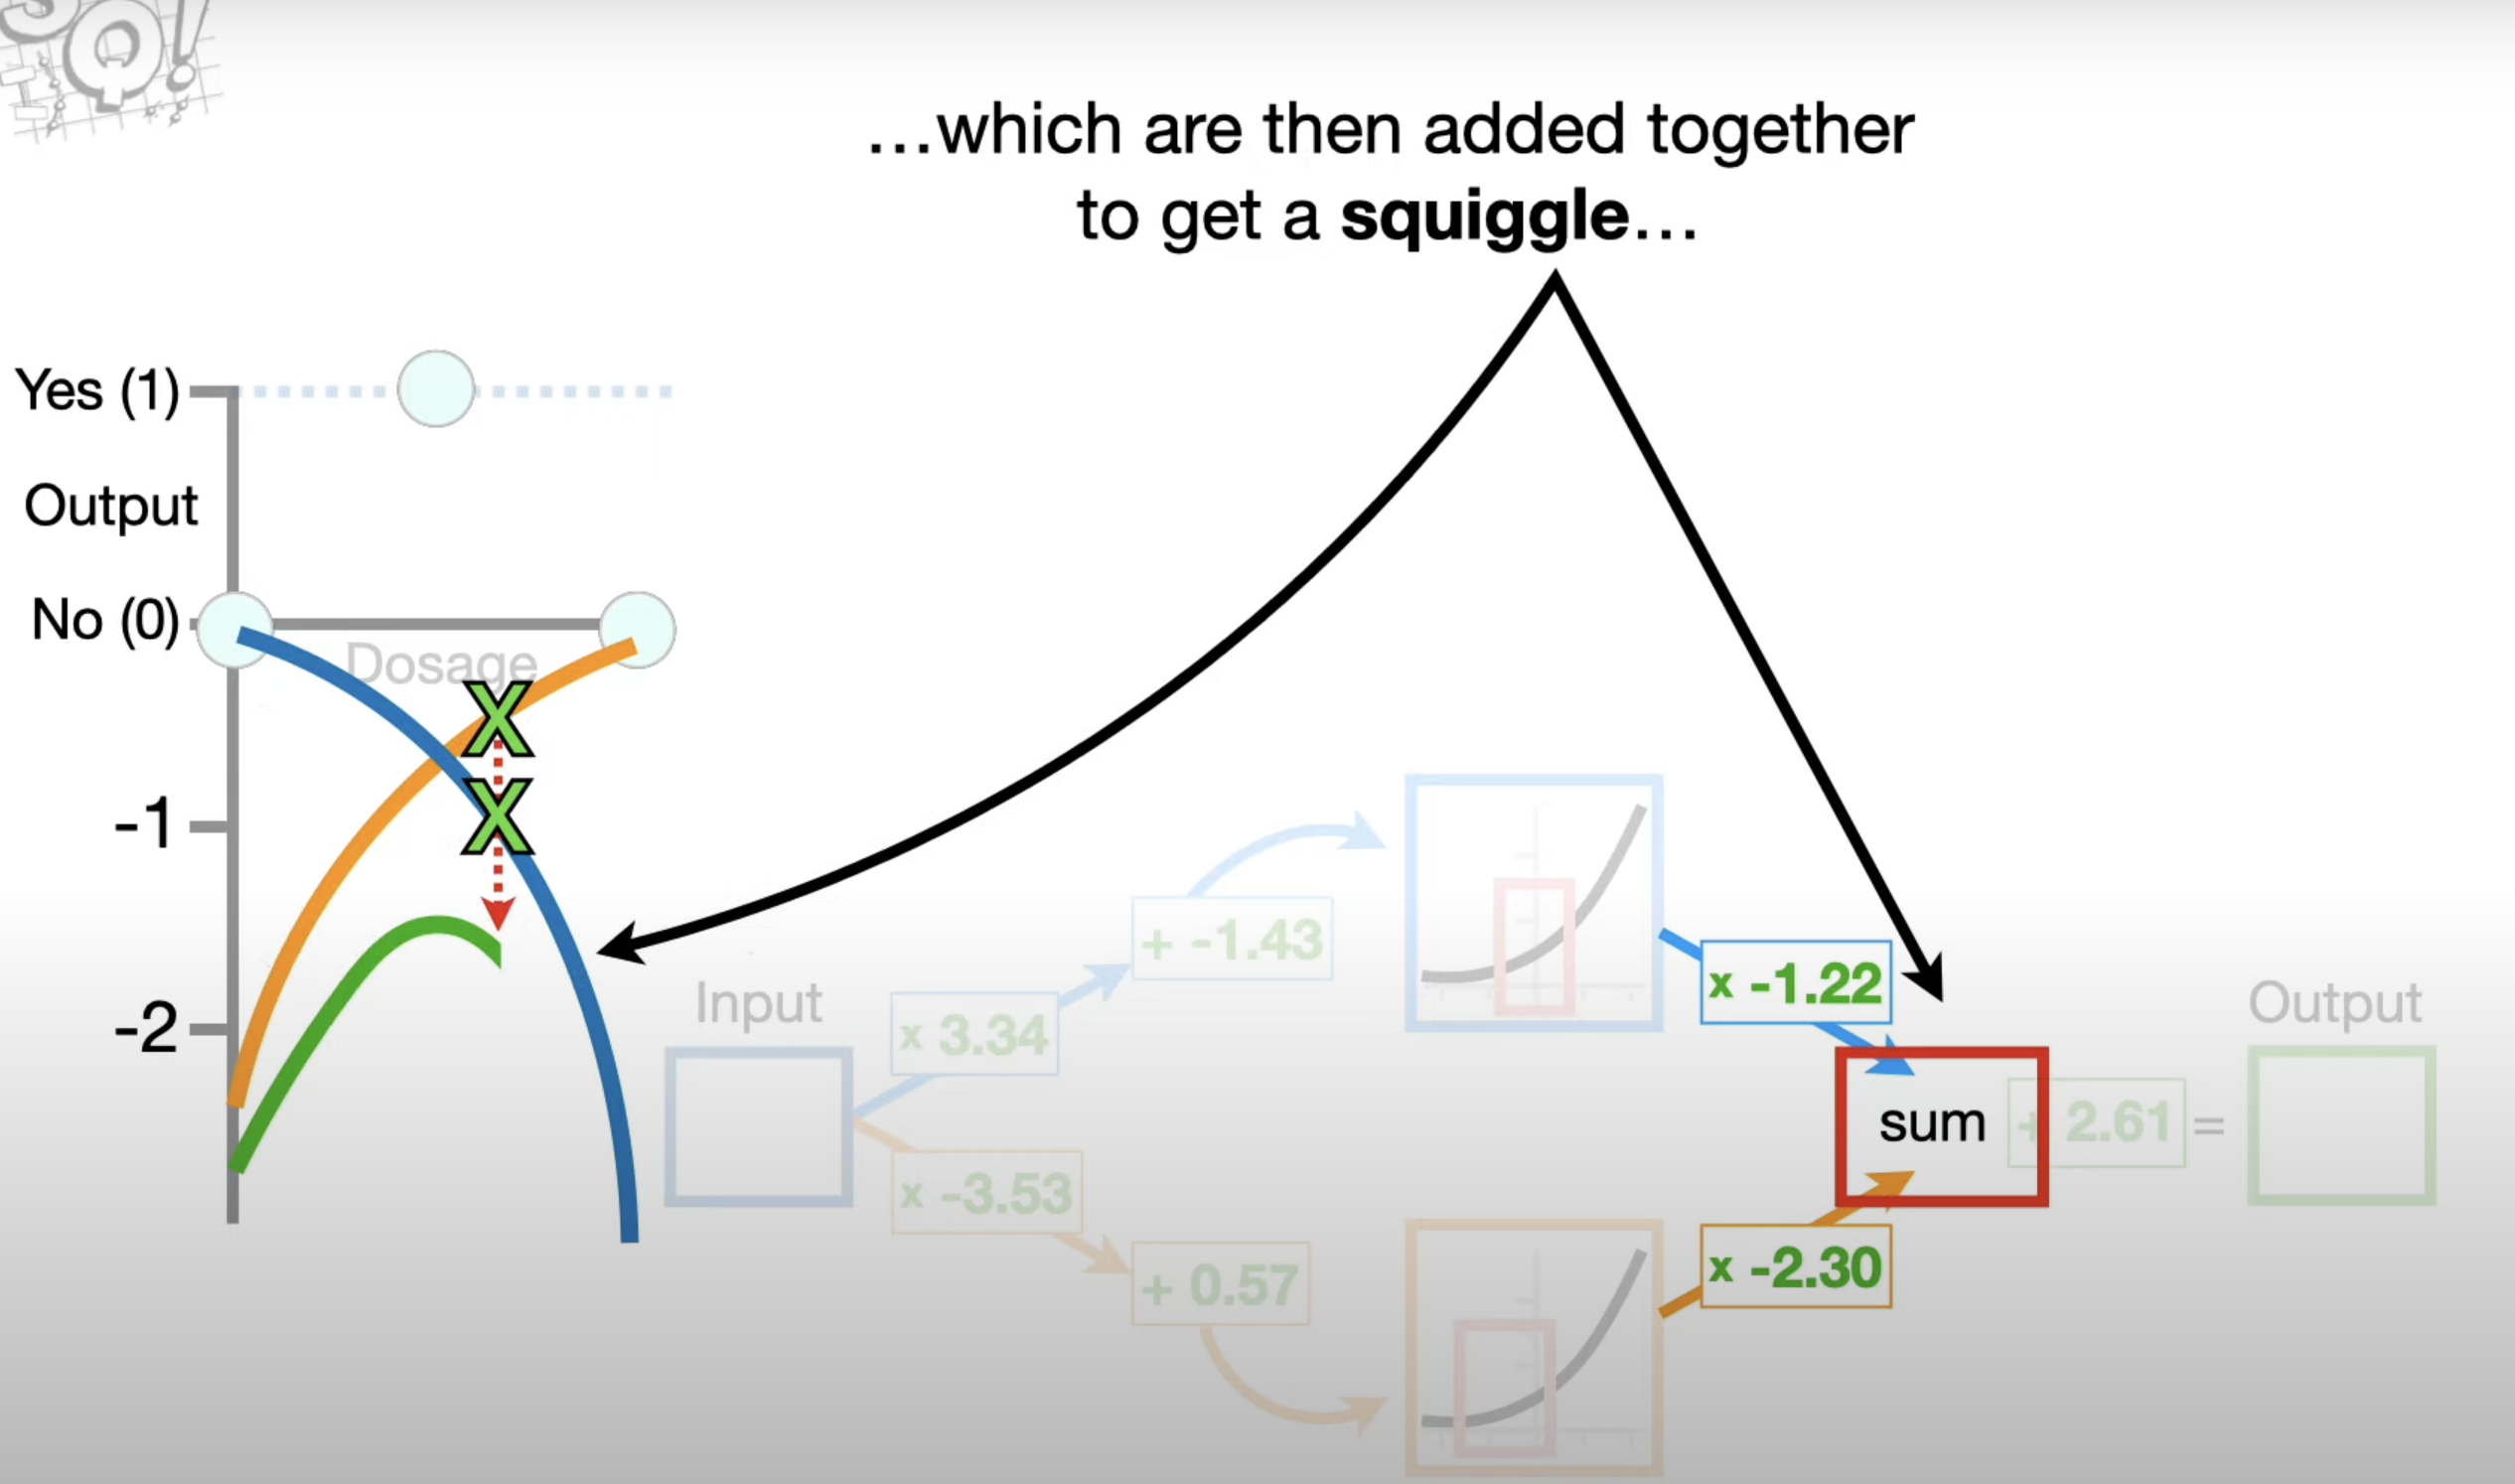 SQ!
...which are then added together
to get a squiggle...
Yes (1)
Output
No (0)
Dosage
X
X
-1
-2
Input
x 3.34
+ -1.43
x -3.53
+ 0.57
x -1.22
x -2.30
sum
+ 2.61
=
Output